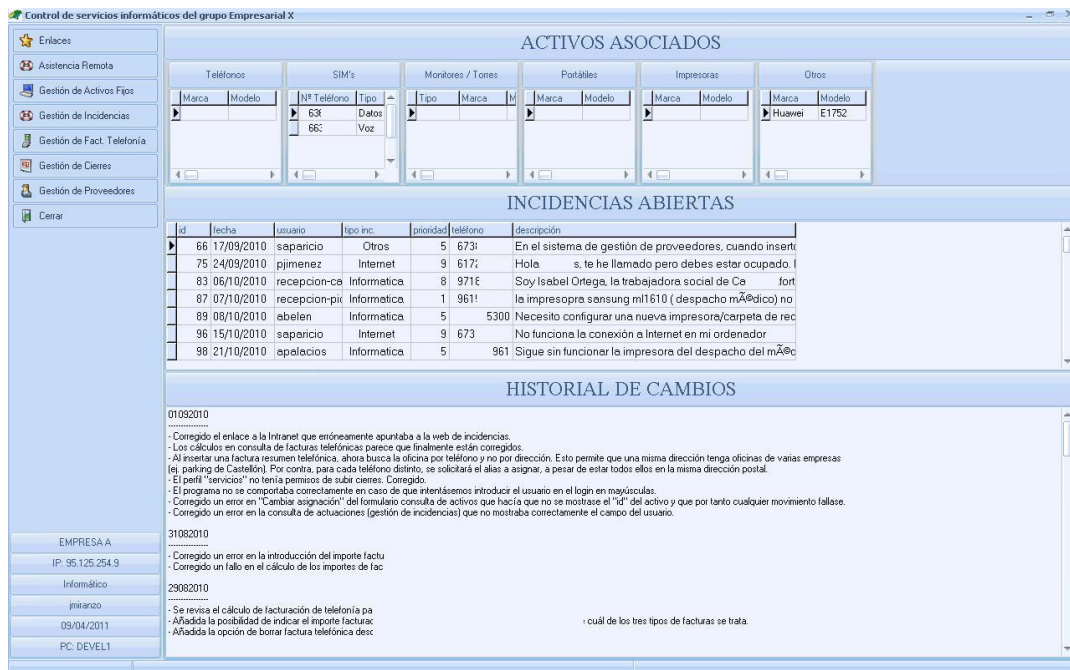 Control de servicios informáticos del grupo Empresarial X
Enlaces
Asistencia Remota
Gestión de Activos Fijos
Gestión de Incidencias
Gestión de Fact. Telefonía
Gestión de Cierres
Gestión de Proveedores
Cerrar
ACTIVOS ASOCIADOS
Teléfonos
Marca Modelo
SIM's
Nº Teléfono Tipo
Datos
Voz
Monitores / Torres
Tipo Marca M
Portátiles
Marca Modelo
Impresoras
Marca Modelo
Otros
Marca Modelo
Huawei E1752
INCIDENCIAS ABIERTAS
id fecha usuario tipo inc. prioridad teléfono descripción
66 17/09/2010 saparicio Otros 5 673 En el sistema de gestión de proveedores, cuando inserto
75 24/09/2010 pjimenez Internet 9 617 Hola s, te he llamado pero debes estar ocupado.
83 06/10/2010 recepcion-ca Informatica 8 971 Soy Isabel Ortega, la trabajadora social de Ca fort
87 07/10/2010 recepcion-pi Informatica 1 961 la impresopra sansung ml1610 ( despacho mÃ©dico) no
89 08/10/2010 abelen Informatica 5 5300 Necesito configurar una nueva impresora/carpeta de rec
96 15/10/2010 saparicio Internet 9 673 No funciona la conexión a Internet en mi ordenador
98 21/10/2010 apalacios Informatica 5 961 Sigue sin funcionar la impresora del despacho del mÃ©c
HISTORIAL DE CAMBIOS
01092010
----------------
- Corregido el enlace a la Intranet que erróneamente apuntaba a la web de incidencias.
- Los cálculos en consulta de facturas telefónicas parece que finalmente están corregidos.
- Al insertar una factura resumen telefónica, ahora busca la oficina por teléfono y no por dirección. Esto permite que una misma dirección tenga oficinas de varias empresas
(ej. parking de Castellón). Por contra, para cada teléfono distinto, se solicitará el alias a asignar, a pesar de estar todos ellos en la misma dirección postal.
- El perfil "servicios" no tenía permisos de subir cierres. Corregido.
- El programa no se comportaba correctamente en caso de que intentásemos introducir el usuario en el login en mayúsculas.
- Corregido un error en "Cambiar asignación" del formulario consulta de activos que hacía que no se mostrase el "id" del activo y que por tanto cualquier movimiento fallase.
- Corregido un error en la consulta de actuaciones (gestión de incidencias) que no mostraba correctamente el campo del usuario.
31082010
----------------
- Corregido un error en la introducción del importe factu
- Corregido un fallo en el cálculo de los importes de fac
29082010
----------------
- Se revisa el cálculo de facturación de telefonía pa
- Añadida la posibilidad de indicar el importe facturac cuál de los tres tipos de facturas se trata.
- Añadida la opción de borrar factura telefónica desc
EMPRESA A
IP: 95.125.254.9
Informático
jmiranzo
09/04/2011
PC: DEVEL1